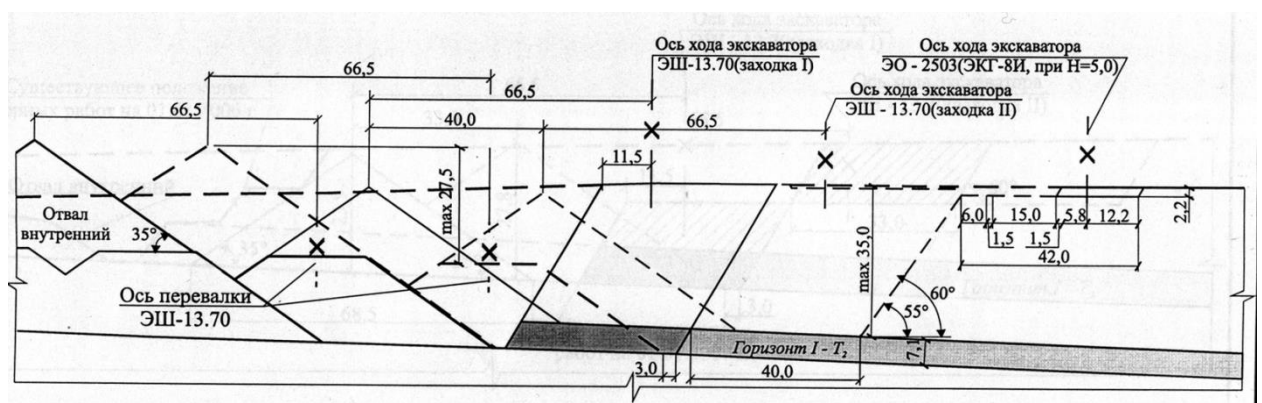 Ось хода экскаватора
ЭШ-13.70(заходка I)
Ось хода экскаватора
ЭО - 2503(ЭКГ-8И, при Н=5,0)
66,5
66,5
Ось хода экскаватора
ЭШ - 13.70(заходка II)
66,5
40,0
66,5
11,5
max 27,5
Отвал
внутренний
35°
6,0
15,0
5,8
12,2
2,2
1,5
1,5
42,0
max 35,0
Ось перевалки
ЭШ-13.70
60°
55°
Горизонт I - Т₂
3,0
40,0